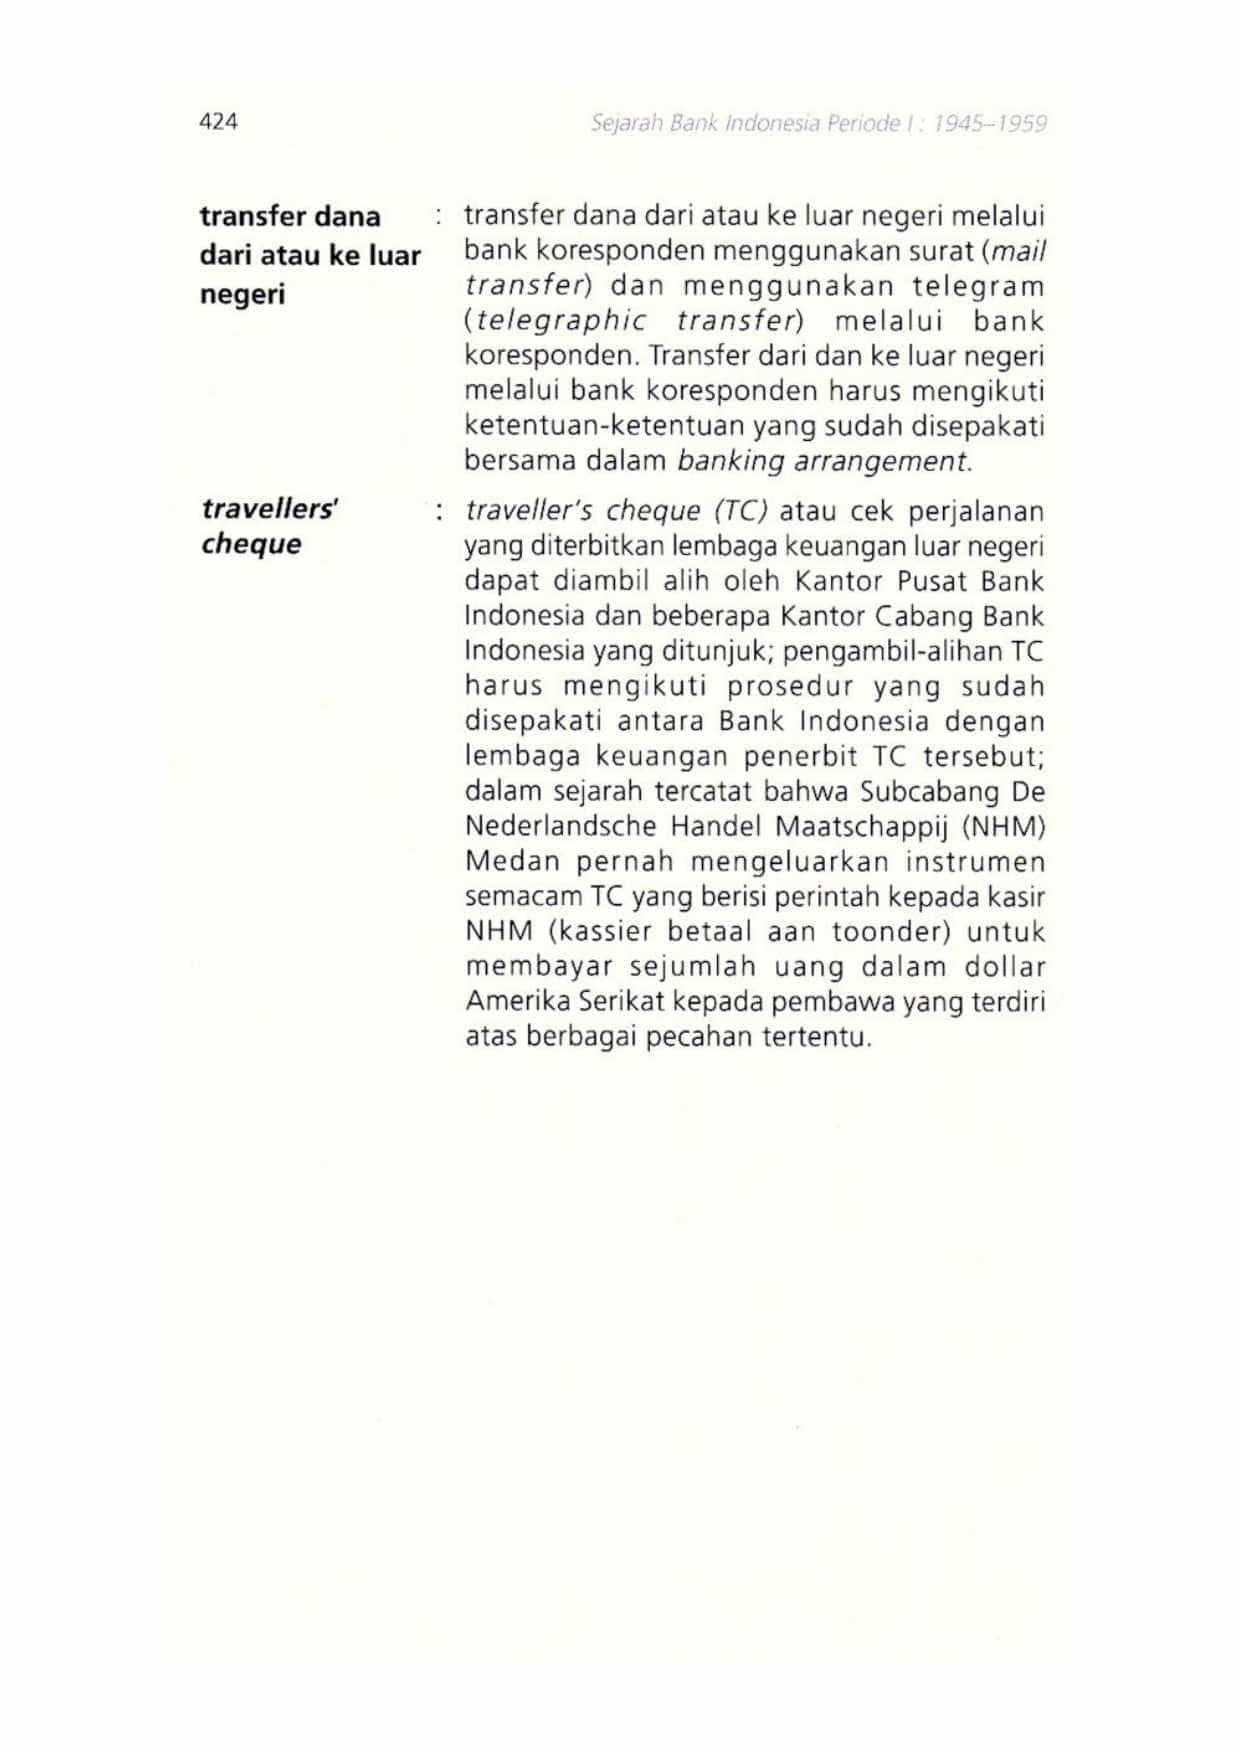 424
Sejarah Bank Indonesia Periode I : 1945–1959
transfer dana
dari atau ke luar
negeri
: transfer dana dari atau ke luar negeri melalui
bank koresponden menggunakan surat (mail
transfer) dan menggunakan telegram
(telegraphic transfer) melalui bank
koresponden. Transfer dari dan ke luar negeri
melalui bank koresponden harus mengikuti
ketentuan-ketentuan yang sudah disepakati
bersama dalam banking arrangement.
travellers'
cheque
: traveller's cheque (TC) atau cek perjalanan
yang diterbitkan lembaga keuangan luar negeri
dapat diambil alih oleh Kantor Pusat Bank
Indonesia dan beberapa Kantor Cabang Bank
Indonesia yang ditunjuk; pengambil-alihan TC
harus mengikuti prosedur yang sudah
disepakati antara Bank Indonesia dengan
lembaga keuangan penerbit TC tersebut;
dalam sejarah tercatat bahwa Subcabang De
Nederlandsche Handel Maatschappij (NHM)
Medan pernah mengeluarkan instrumen
semacam TC yang berisi perintah kepada kasir
NHM (kassier betaal aan toonder) untuk
membayar sejumlah uang dalam dollar
Amerika Serikat kepada pembawa yang terdiri
atas berbagai pecahan tertentu.